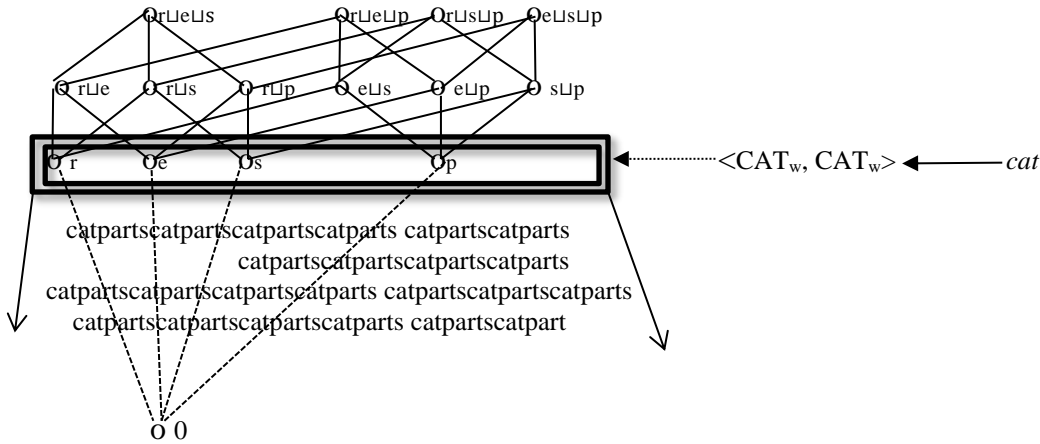 O r⊔e⊔s O r⊔e⊔p O r⊔s⊔p O e⊔s⊔p
O r⊔e O r⊔s O r⊔p O e⊔s O e⊔p O s⊔p
O r O e O s O p <CATw, CATw> cat
catpartscatpartscatpartscatparts catpartscatparts
catpartscatpartscatpartscatparts
catpartscatpartscatpartscatparts catpartscatpartscatparts
catpartscatpartscatpartscatparts catpartscatpart
o 0